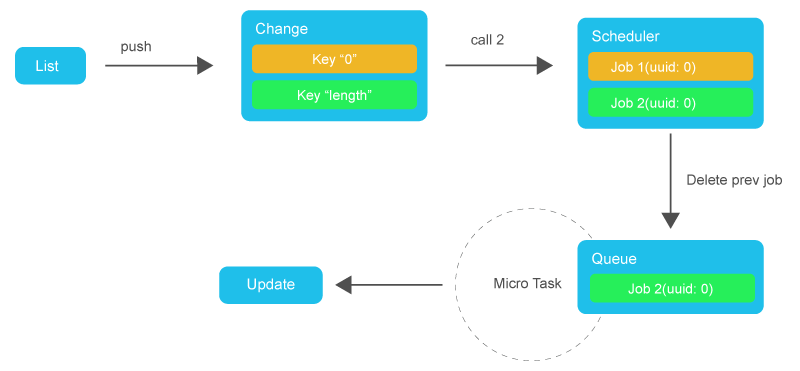 List
push
Change
Key “0”
Key “length”
call 2
Scheduler
Job 1(uuid: 0)
Job 2(uuid: 0)
Delete prev job
Queue
Job 2(uuid: 0)
Micro Task
Update